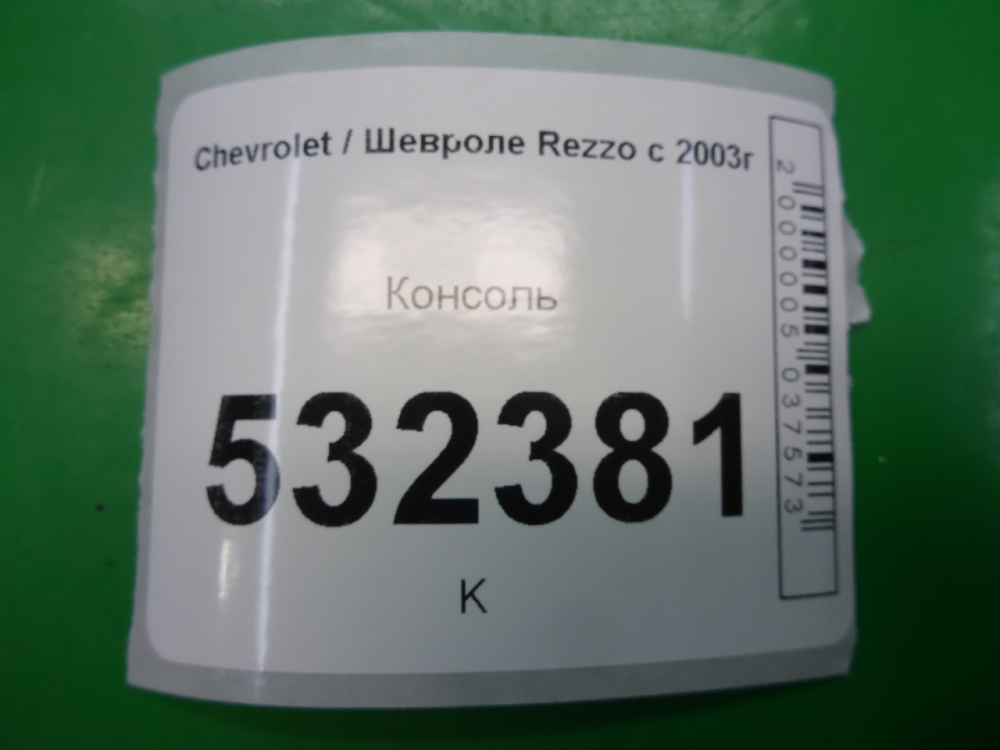 Chevrolet / Шевроле Rezzo с 2003г
Консоль
532381
К
2000005037573